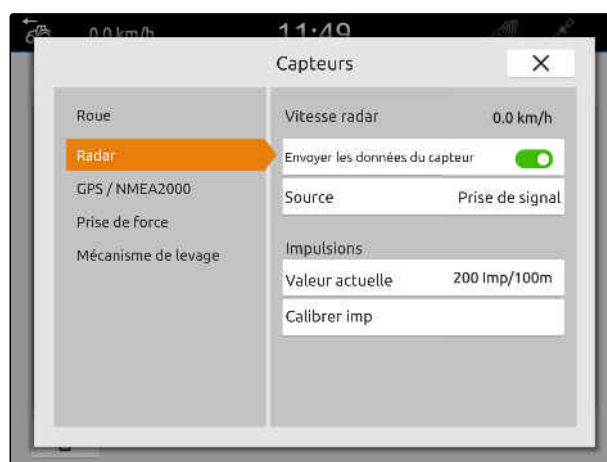 0.0 km/h 11:49
Capteurs
Roue
Radar
GPS / NMEA2000
Prise de force
Mécanisme de levage
Vitesse radar 0.0 km/h
Envoyer les données du capteur
Source Prise de signal
Impulsions
Valeur actuelle 200 Imp/100m
Calibrer imp